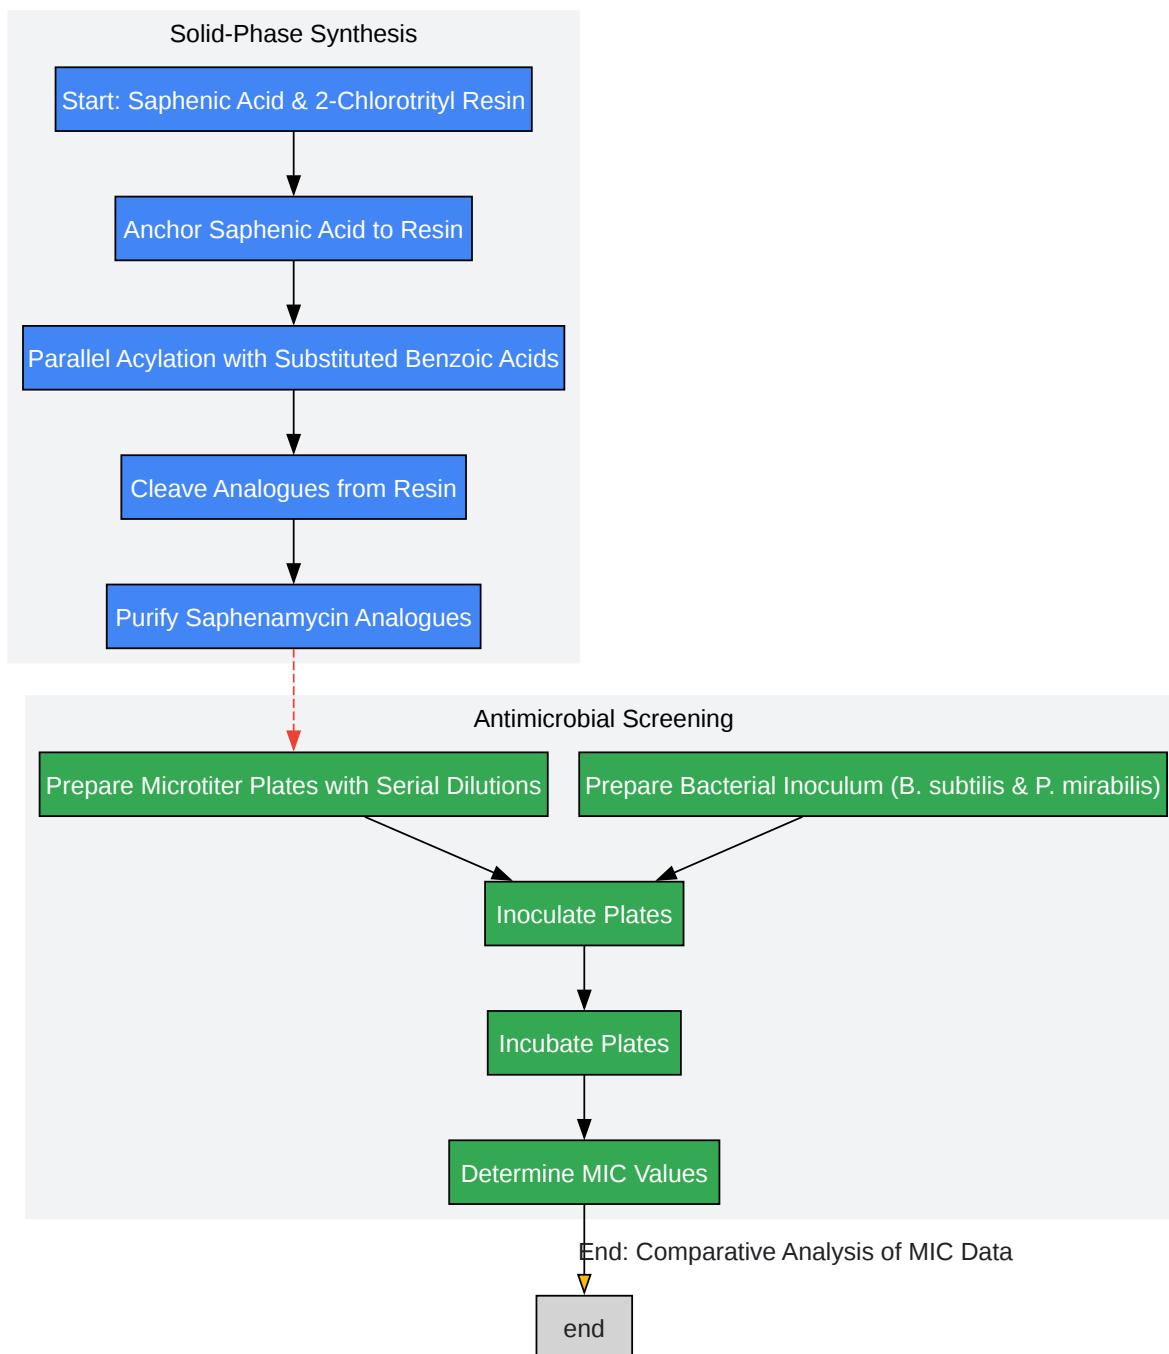 Solid-Phase Synthesis
Start: Saphenic Acid & 2-Chlorotrityl Resin
Anchor Saphenic Acid to Resin
Parallel Acylation with Substituted Benzoic Acids
Cleave Analogues from Resin
Purify Saphenamycin Analogues
Antimicrobial Screening
Prepare Microtiter Plates with Serial Dilutions
Prepare Bacterial Inoculum (B. subtilis & P. mirabilis)
Inoculate Plates
Incubate Plates
Determine MIC Values
End: Comparative Analysis of MIC Data
end